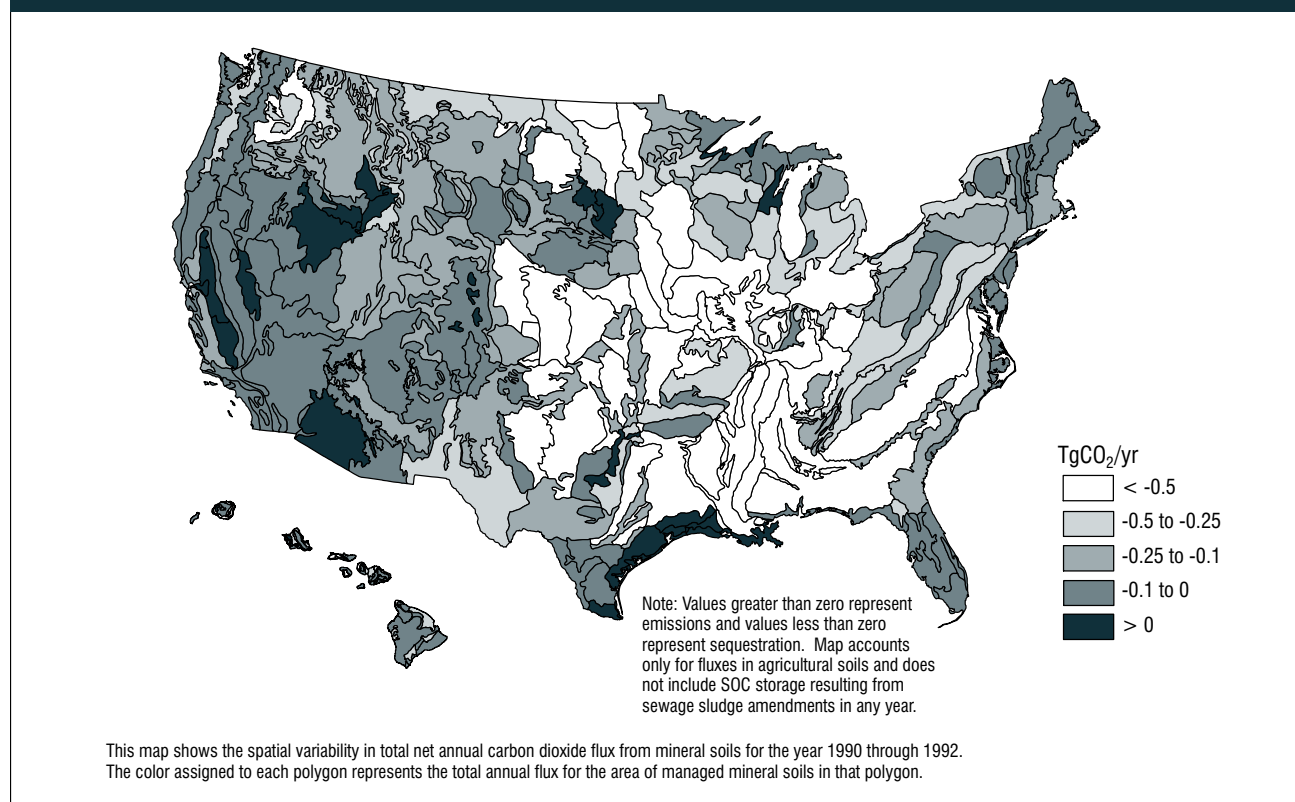 TgCO₂/yr
< -0.5
-0.5 to -0.25
-0.25 to -0.1
-0.1 to 0
> 0
Note: Values greater than zero represent
emissions and values less than zero
represent sequestration. Map accounts
only for fluxes in agricultural soils and does
not include SOC storage resulting from
sewage sludge amendments in any year.
This map shows the spatial variability in total net annual carbon dioxide flux from mineral soils for the year 1990 through 1992.
The color assigned to each polygon represents the total annual flux for the area of managed mineral soils in that polygon.